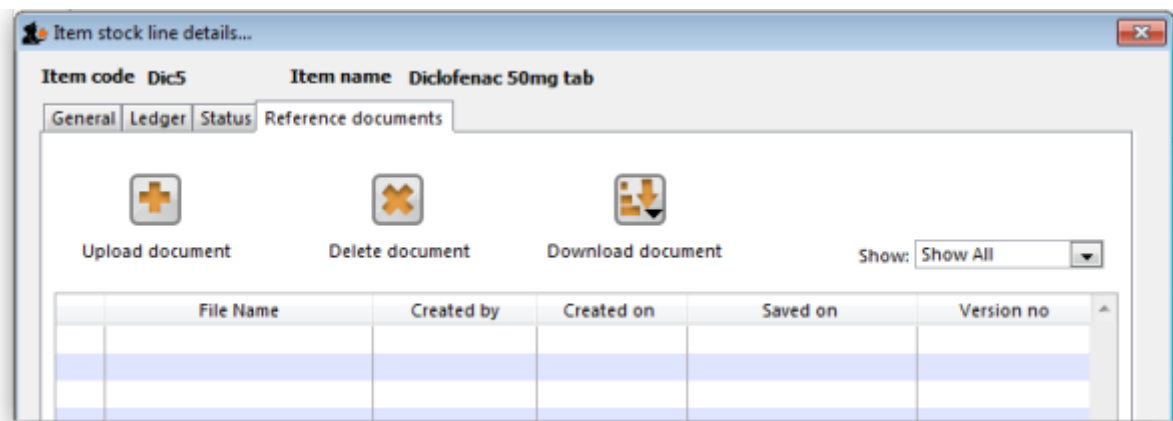 Item stock line details...
Item code Dic5 Item name Diclofenac 50mg tab
General Ledger Status Reference documents
Upload document Delete document Download document Show: Show All
File Name Created by Created on Saved on Version no